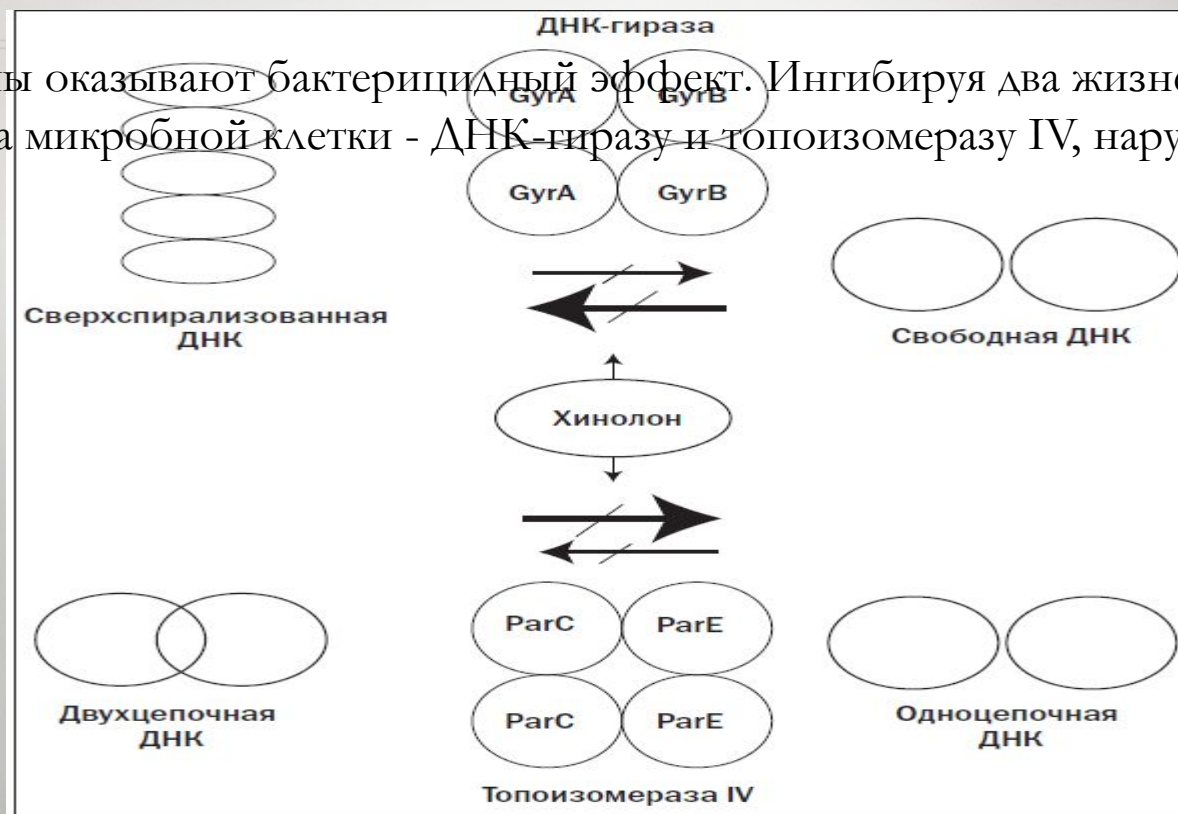 ДНК-гираза
ы оказывают бактерицидный эффект. Ингибируя два жизне
а микробной клетки - ДНК-гиразу и топоизомеразу IV, нару
GyrA GyrB
GyrA GyrB
Сверхспирализованная
ДНК
Свободная ДНК
Хинолон
ParC ParE
ParC ParE
Двухцепочная
ДНК
Одноцепочная
ДНК
Топоизомераза IV